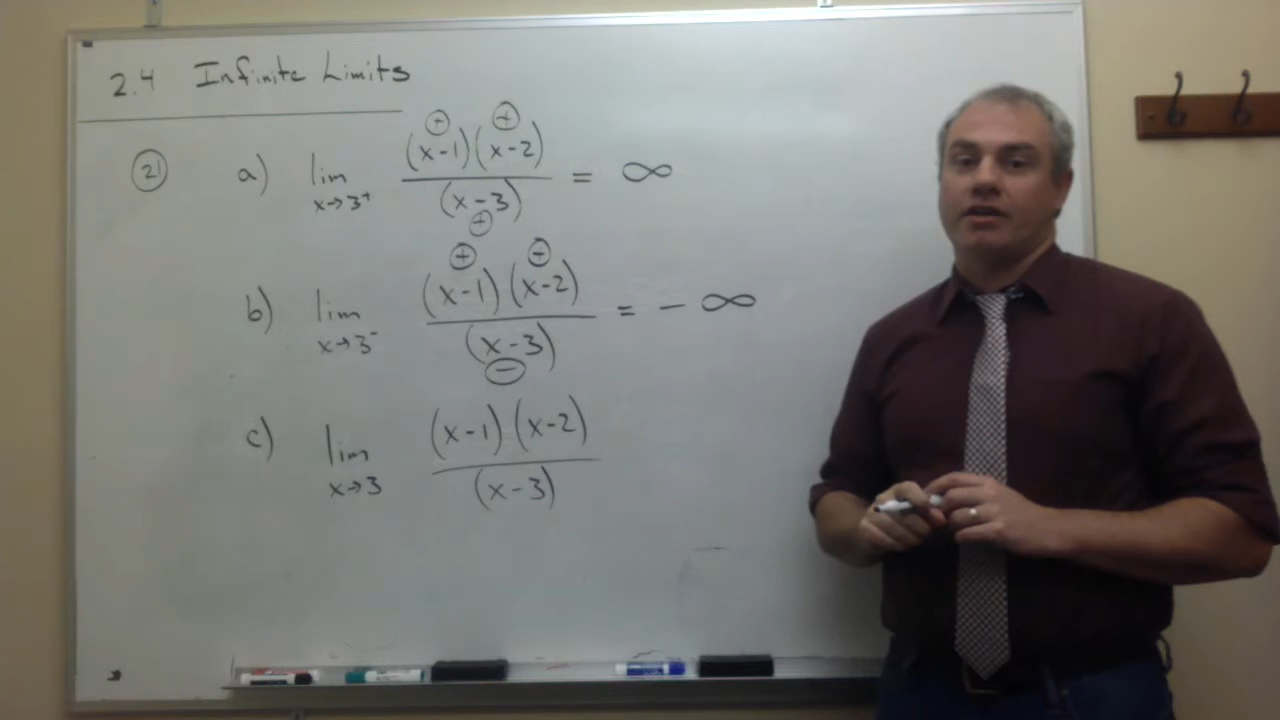 2.4 Infinite Limits
(21) a) lim x→3⁺ (x-1)(x-2) / (x-3) = ∞
⊕ ⊕
⊕
b) lim x→3⁻ (x-1)(x-2) / (x-3) = - ∞
⊕ ⊕
⊖
c) lim x→3 (x-1)(x-2) / (x-3)